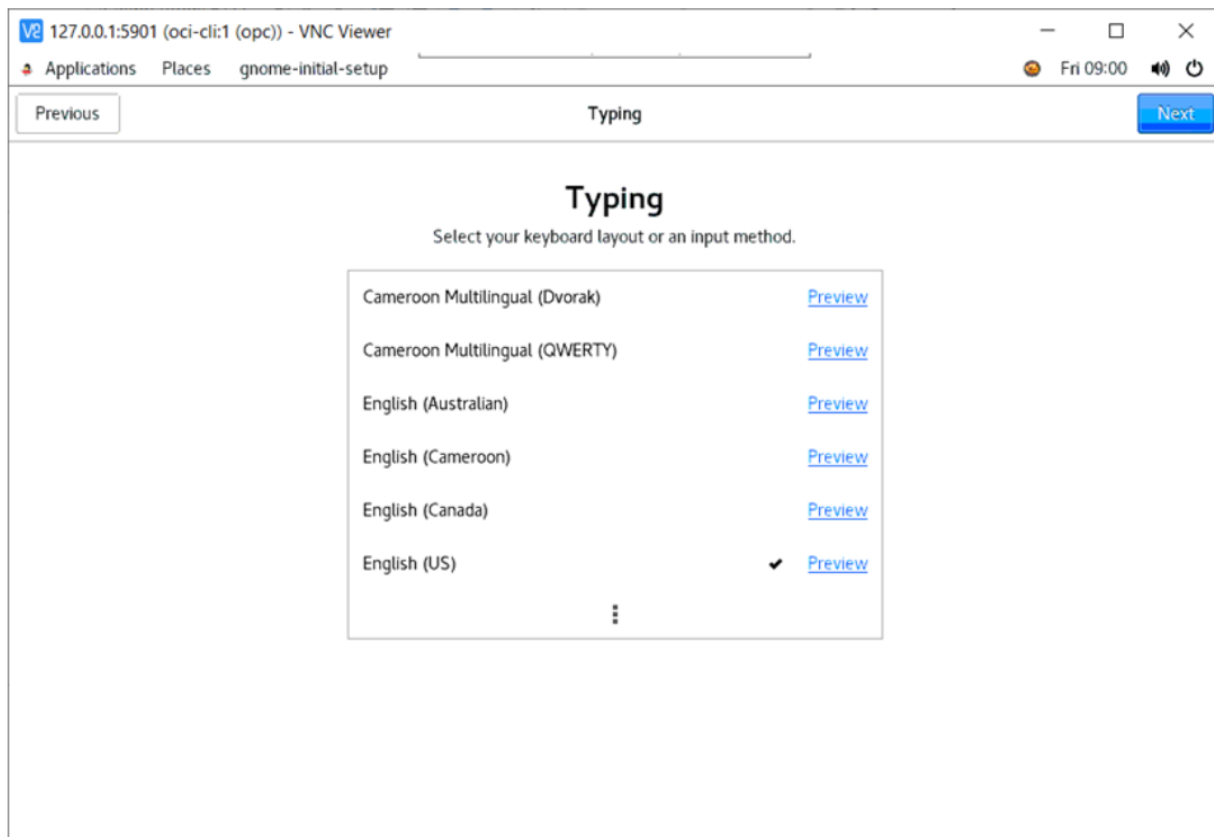 127.0.0.1:5901 (oci-cli:1 (opc)) - VNC Viewer
Applications Places gnome-initial-setup Fri 09:00
Previous Typing Next
Typing
Select your keyboard layout or an input method.
Cameroon Multilingual (Dvorak) Preview
Cameroon Multilingual (QWERTY) Preview
English (Australian) Preview
English (Cameroon) Preview
English (Canada) Preview
English (US) Preview